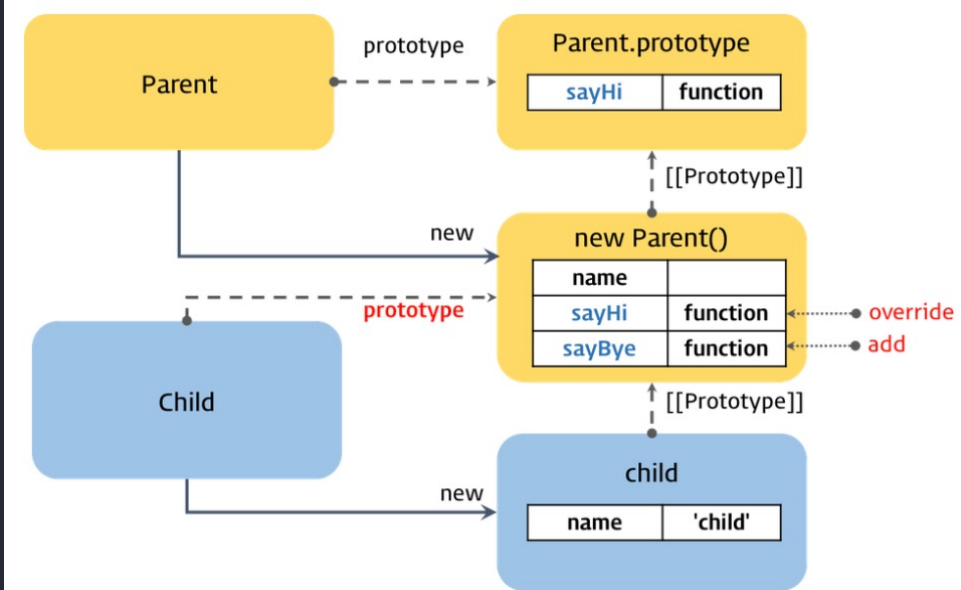 Parent
prototype
Parent.prototype
sayHi function
[[Prototype]]
new
new Parent()
name
sayHi function
override
sayBye function
add
prototype
Child
[[Prototype]]
new
child
name 'child'